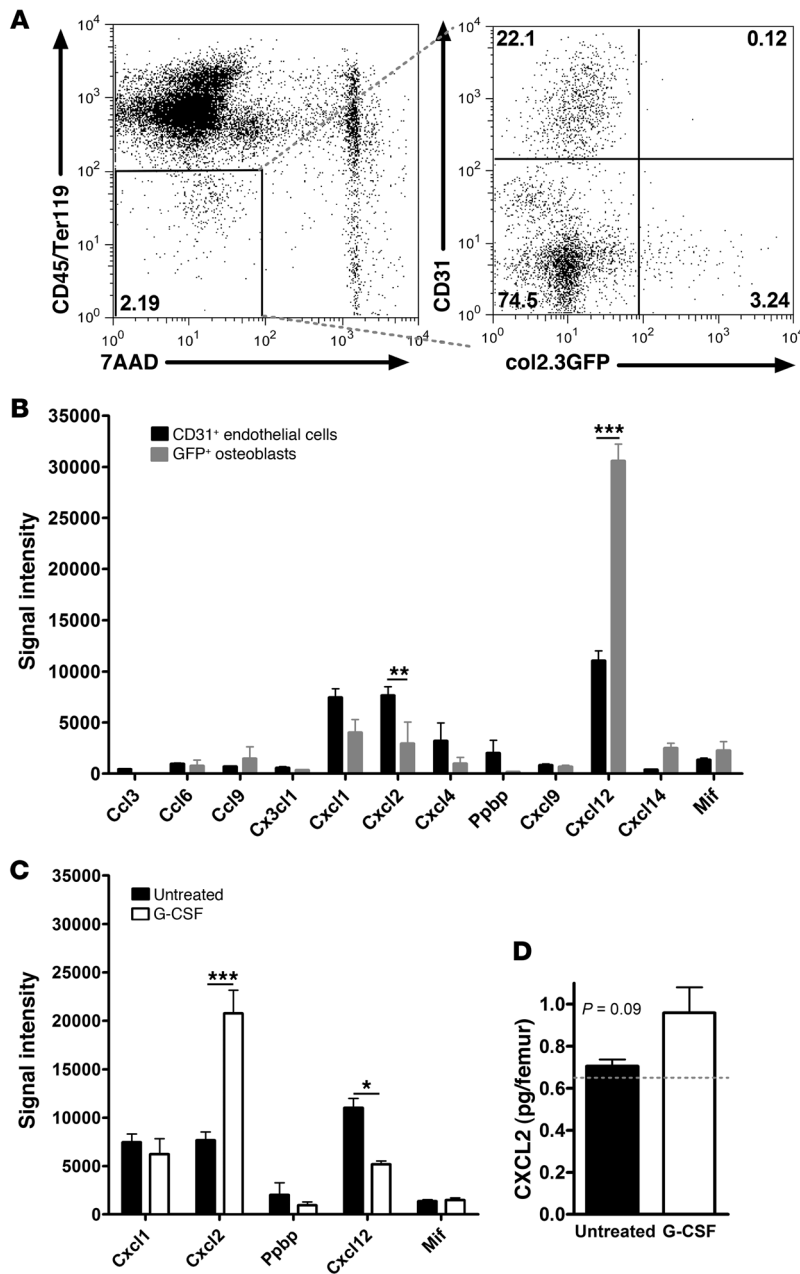 A
10⁴
10³
10²
10¹
10⁰
CD45/Ter119
2.19
10⁰ 10¹ 10² 10³ 10⁴
7AAD
10⁴
10³
10²
10¹
10⁰
CD31
22.1 0.12
74.5 3.24
10⁰ 10¹ 10² 10³ 10⁴
col2.3GFP
B
35000
30000
25000
20000
15000
10000
5000
0
Signal intensity
CD31⁺ endothelial cells
GFP⁺ osteoblasts
**
***
Ccl3 Ccl6 Ccl9 Cx3cl1 Cxcl1 Cxcl2 Cxcl4 Ppbp Cxcl9 Cxcl12 Cxcl14 Mif
C
35000
30000
25000
20000
15000
10000
5000
0
Signal intensity
Untreated
G-CSF
***
*
Cxcl1 Cxcl2 Ppbp Cxcl12 Mif
D
1.0
0.8
0.6
0.4
0.2
0.0
CXCL2 (pg/femur)
P = 0.09
Untreated G-CSF